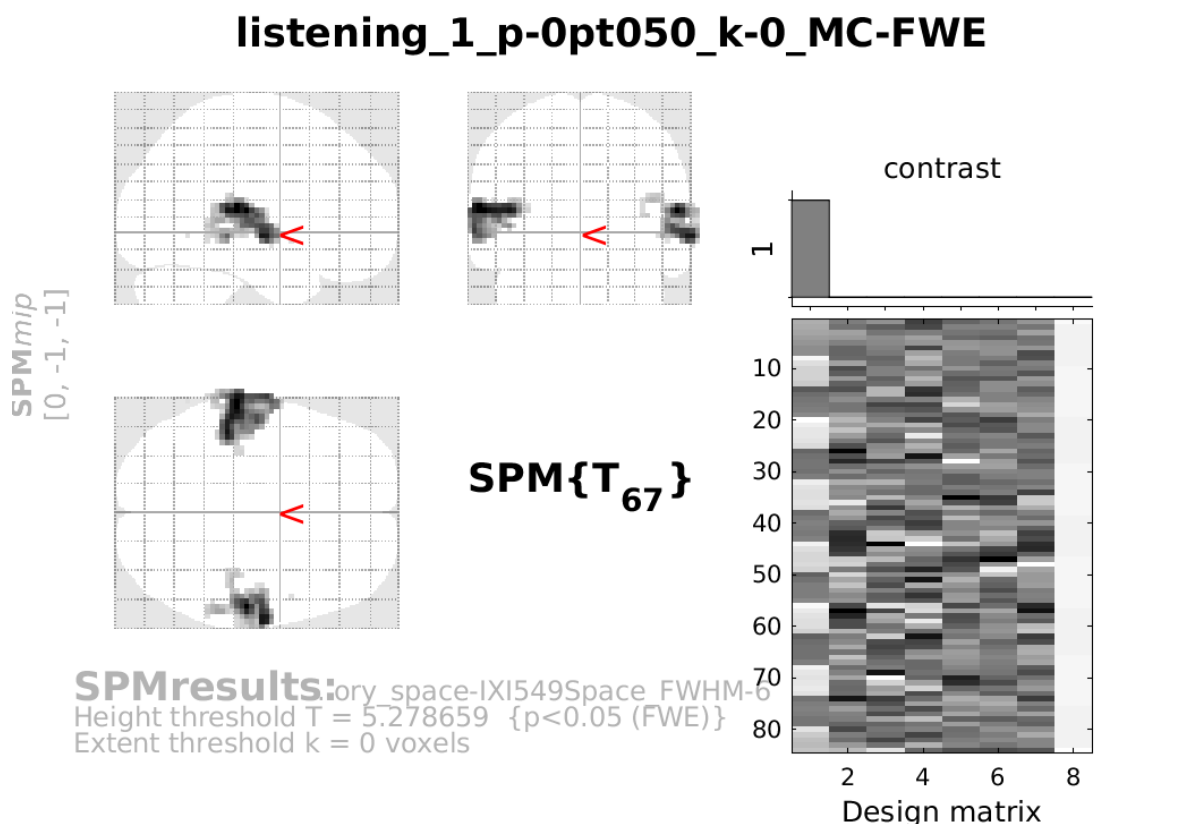 listening_1_p-0pt050_k-0_MC-FWE
SPMmip
[0, -1, -1]
<
<
<
SPM{T67}
contrast
1
10
20
30
40
50
60
70
80
2 4 6 8
Design matrix
SPMresults: ory_space-IXI549Space_FWHM-6
Height threshold T = 5.278659 {p<0.05 (FWE)}
Extent threshold k = 0 voxels